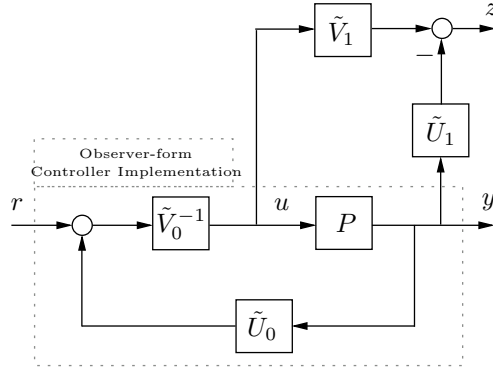 z
Ṽ₁
−
Ũ₁
Observer-form
Controller Implementation
r
Ṽ₀⁻¹
u
P
y
Ũ₀